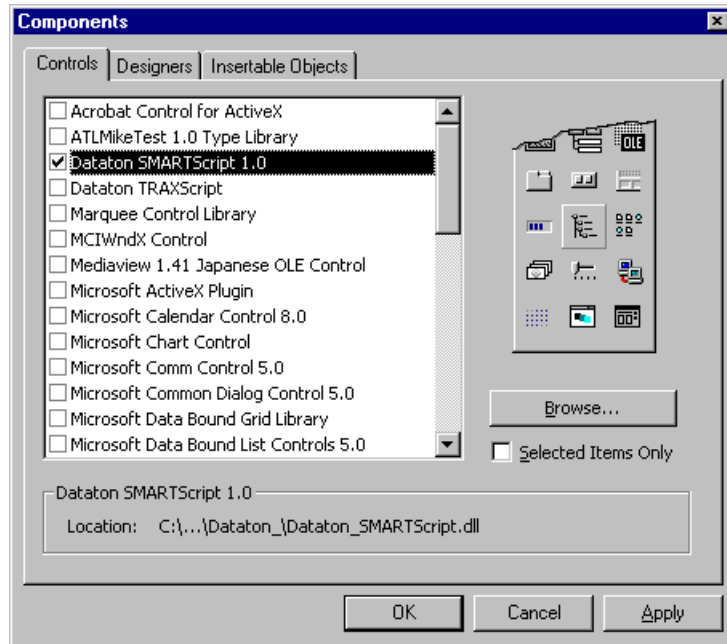 Components
Controls
Designers
Insertable Objects
Acrobat Control for ActiveX
ATLMikeTest 1.0 Type Library
Dataton SMARTScript 1.0
Dataton TRAXScript
Marquee Control Library
MCIWndX Control
Mediaview 1.41 Japanese OLE Control
Microsoft ActiveX Plugin
Microsoft Calendar Control 8.0
Microsoft Chart Control
Microsoft Comm Control 5.0
Microsoft Common Dialog Control 5.0
Microsoft Data Bound Grid Library
Microsoft Data Bound List Controls 5.0
OLE
Browse...
Selected Items Only
Dataton SMARTScript 1.0
Location: C:\...\Dataton_\Dataton_SMARTScript.dll
OK
Cancel
Apply